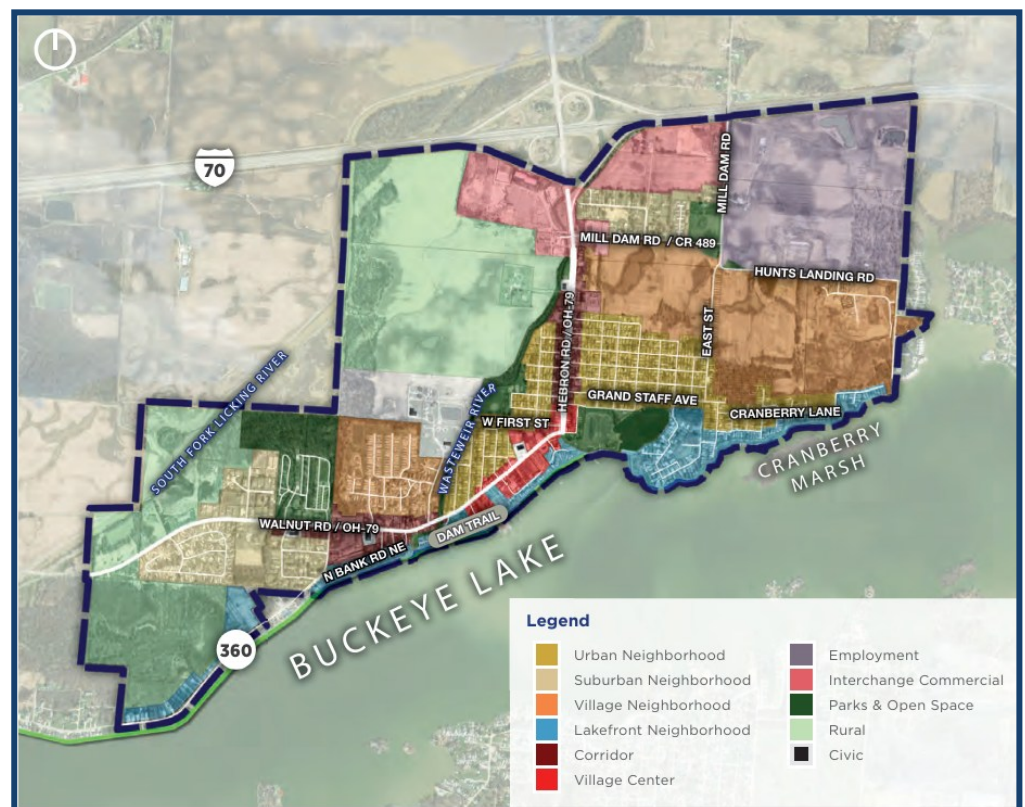 70
MILL DAM RD
MILL DAM RD / CR 489
HUNTS LANDING RD
HEBRON RD / OH-79
EAST ST
SOUTH FORK LICKING RIVER
WASTEWEIR RIVER
GRAND STAFF AVE
W FIRST ST
CRANBERRY LANE
CRANBERRY
MARSH
WALNUT RD / OH-79
DAM TRAIL
N BANK RD NE
BUCKEYE LAKE
360
Legend
Urban Neighborhood
Suburban Neighborhood
Village Neighborhood
Lakefront Neighborhood
Corridor
Village Center
Employment
Interchange Commercial
Parks & Open Space
Rural
Civic